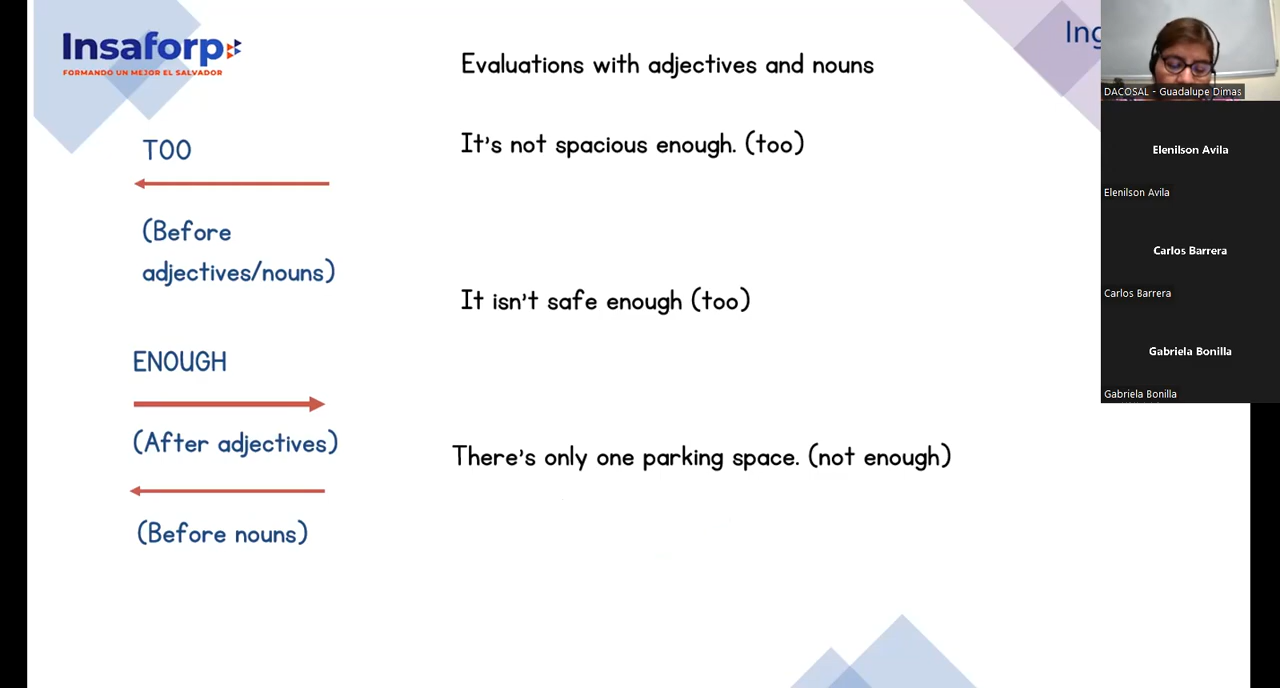 Insaforp
FORMANDO UN MEJOR EL SALVADOR
Evaluations with adjectives and nouns
TOO
(Before
adjectives/nouns)
ENOUGH
(After adjectives)
(Before nouns)
It's not spacious enough. (too)
It isn't safe enough (too)
There's only one parking space. (not enough)
Ing
DACOSAL - Guadalupe Dimas
Elenilson Avila
Elenilson Avila
Carlos Barrera
Carlos Barrera
Gabriela Bonilla
Gabriela Bonilla